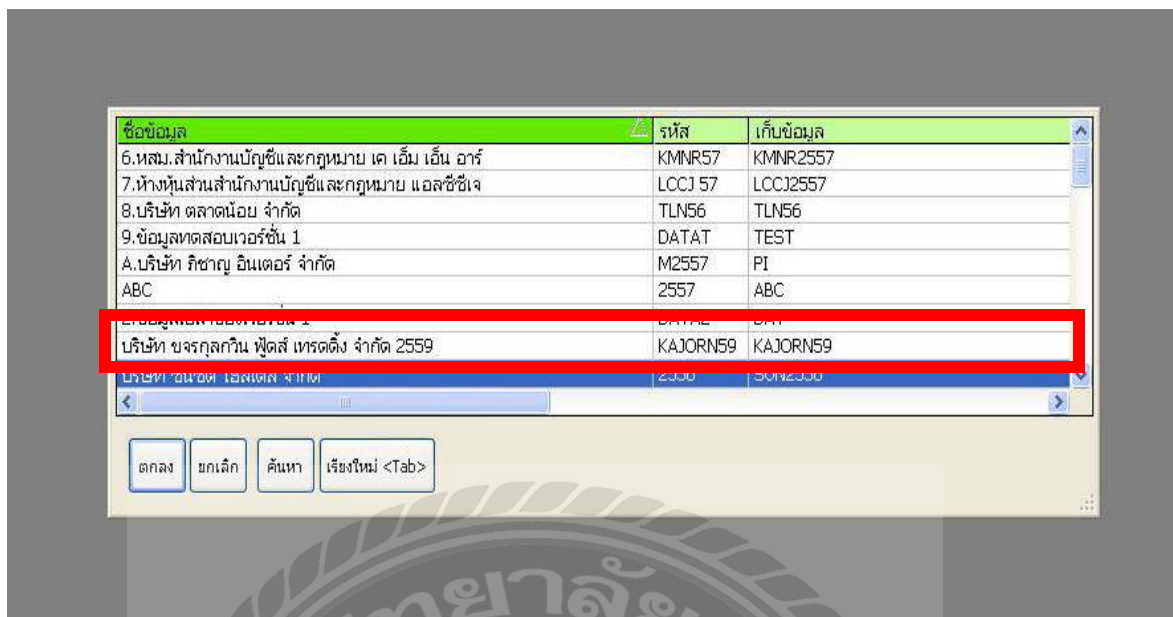 ชื่อข้อมูล รหัส เก็บข้อมูล
6.หสม.สำนักงานบัญชีและกฎหมาย เค เอ็ม เอ็น อาร์ KMNR57 KMNR2557
7.ห้างหุ้นส่วนสำนักงานบัญชีและกฎหมาย แอลซีซีเจ LCCJ 57 LCCJ2557
8.บริษัท ตลาดน้อย จำกัด TLN56 TLN56
9.ข้อมูลทดสอบเวอร์ชั่น 1 DATAT TEST
A.บริษัท ภิชาญ อินเตอร์ จำกัด M2557 PI
ABC 2557 ABC
บริษัท ขจรกุลกวิน ฟู้ดส์ เทรดดิ้ง จำกัด 2559 KAJORN59 KAJORN59
ตกลง ยกเลิก ค้นหา เรียงใหม่ <Tab>